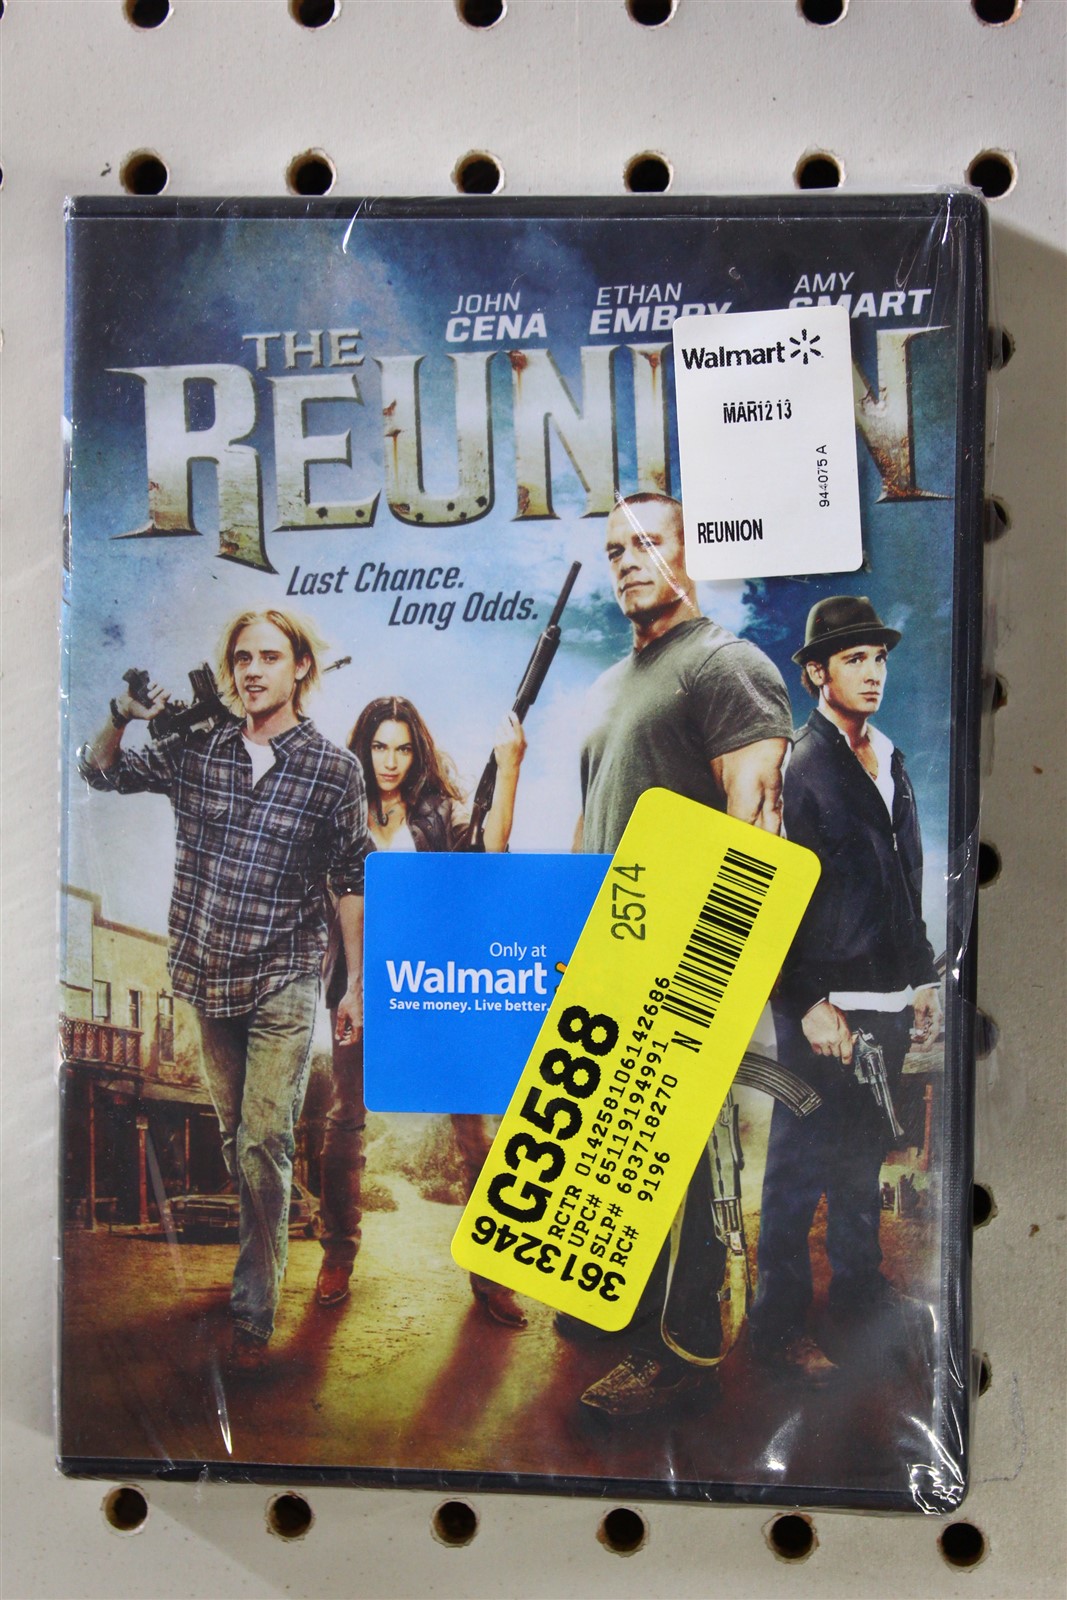 JOHN CENA
ETHAN EMBRY
AMY SMART
THE
REUNION
Last Chance.
Long Odds.
Walmart
MAR12 13
944075 A
REUNION
Only at
Walmart
Save money. Live better.
2574
N
3613246
G3588
RCTR 014258106142686
UPC# 65119194991
SLP# 683718270
RC# 9196